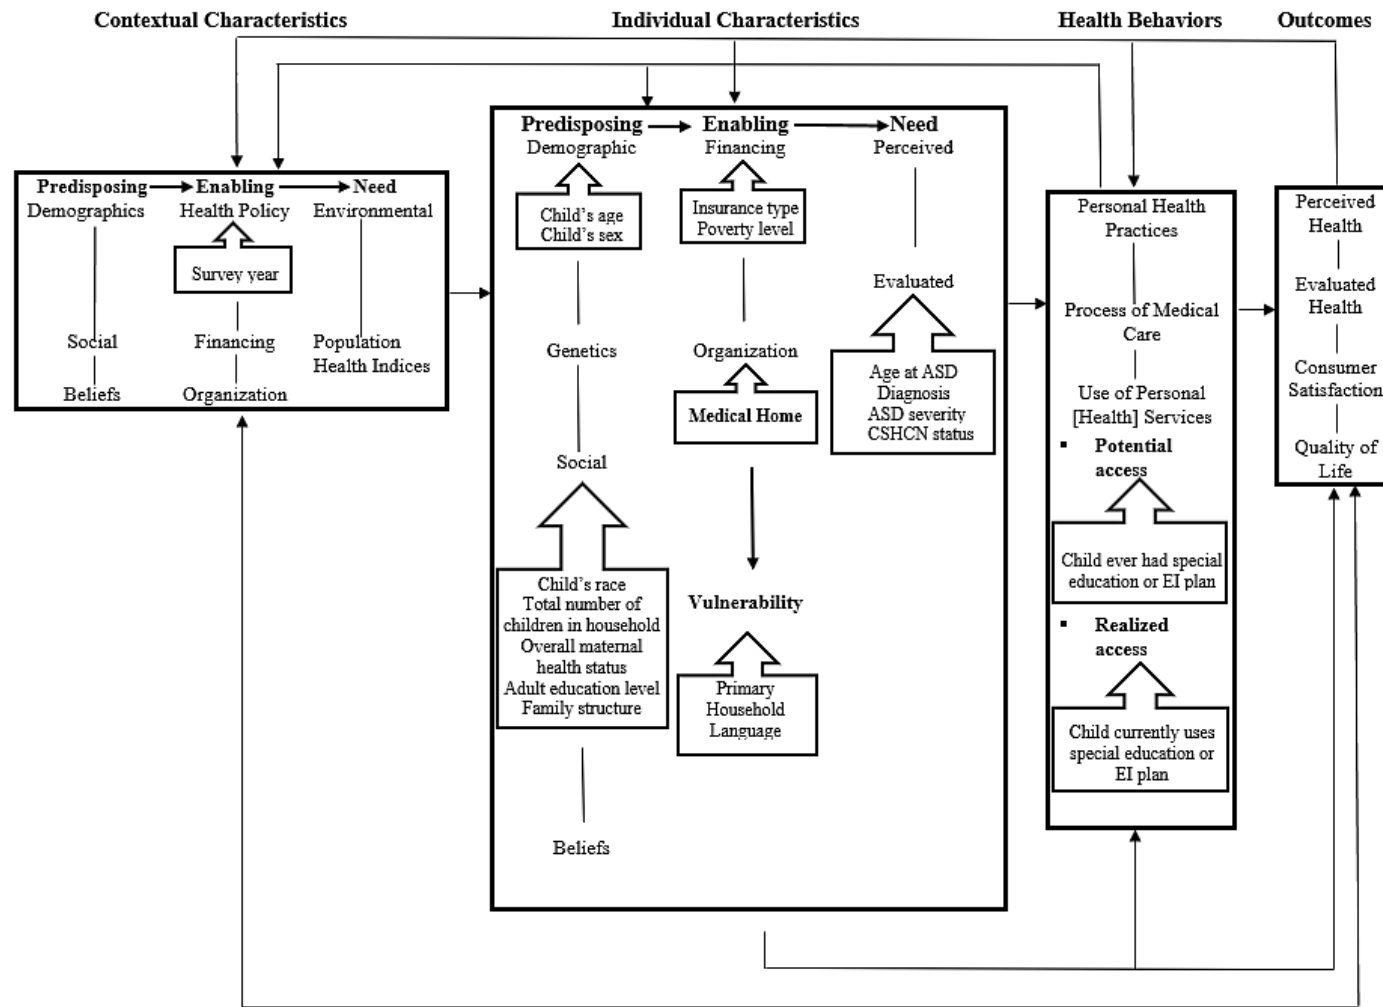 Contextual Characteristics
Individual Characteristics
Health Behaviors
Outcomes
Predisposing
Enabling
Need
Demographics
Health Policy
Environmental
Survey year
Social
Financing
Population
Health Indices
Beliefs
Organization
Predisposing
Enabling
Need
Demographic
Financing
Perceived
Child's age
Child's sex
Insurance type
Poverty level
Evaluated
Genetics
Organization
Age at ASD
Diagnosis
ASD severity
CSHCN status
Medical Home
Social
Child's race
Total number of
children in household
Overall maternal
health status
Adult education level
Family structure
Vulnerability
Primary
Household
Language
Beliefs
Personal Health
Practices
Process of Medical
Care
Use of Personal
[Health] Services
▪ Potential
access
Child ever had special
education or EI plan
▪ Realized
access
Child currently uses
special education or
EI plan
Perceived
Health
Evaluated
Health
Consumer
Satisfaction
Quality of
Life